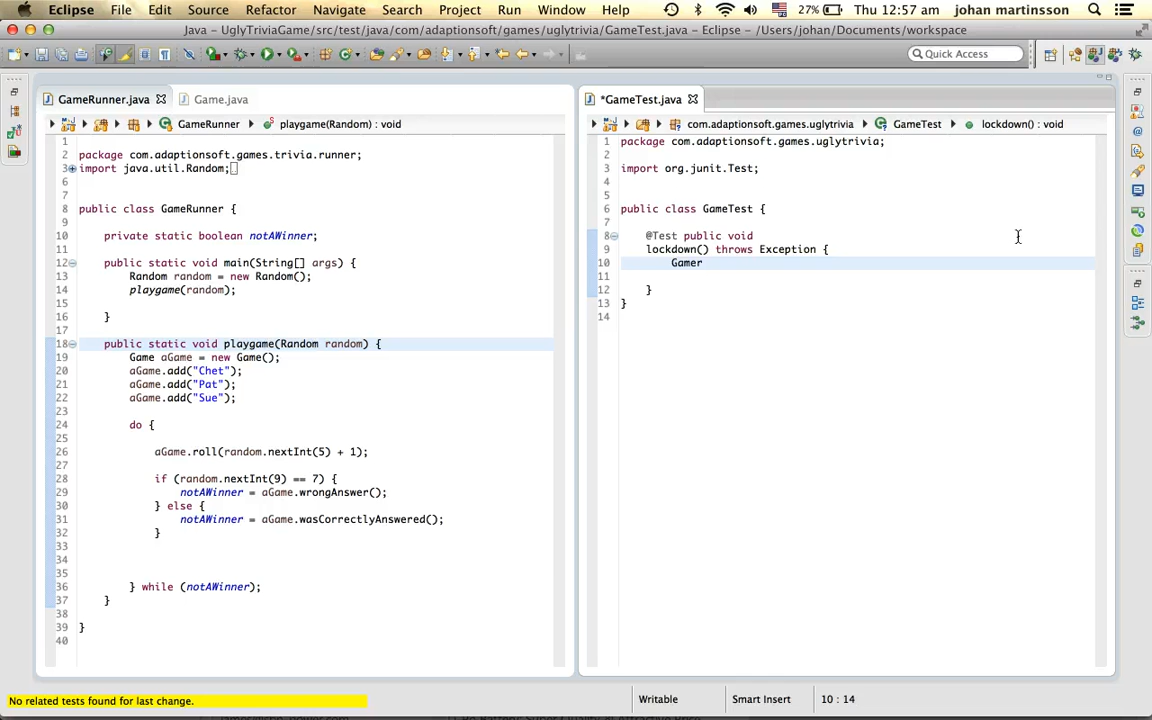 Eclipse File Edit Source Refactor Navigate Search Project Run Window Help 27% Thu 12:57 am johan martinsson
Java - UglyTriviaGame/src/test/java/com/adaptionsoft/games/uglytrivia/GameTest.java - Eclipse - /Users/johan/Documents/workspace
Quick Access
GameRunner.java Game.java
GameRunner playgame(Random) : void
1
2 package com.adaptionsoft.games.trivia.runner;
3 import java.util.Random;
6
7
8 public class GameRunner {
9
10 private static boolean notAWinner;
11
12 public static void main(String[] args) {
13 Random random = new Random();
14 playgame(random);
15
16 }
17
18 public static void playgame(Random random) {
19 Game aGame = new Game();
20 aGame.add("Chet");
21 aGame.add("Pat");
22 aGame.add("Sue");
23
24 do {
25
26 aGame.roll(random.nextInt(5) + 1);
27
28 if (random.nextInt(9) == 7) {
29 notAWinner = aGame.wrongAnswer();
30 } else {
31 notAWinner = aGame.wasCorrectlyAnswered();
32 }
33
34
35
36 } while (notAWinner);
37 }
38
39 }
40
*GameTest.java
com.adaptionsoft.games.uglytrivia GameTest lockdown() : void
1 package com.adaptionsoft.games.uglytrivia;
2
3 import org.junit.Test;
4
5
6 public class GameTest {
7
8 @Test public void
9 lockdown() throws Exception {
10 Gamer
11
12 }
13 }
14
No related tests found for last change.
Writable Smart Insert 10 : 14